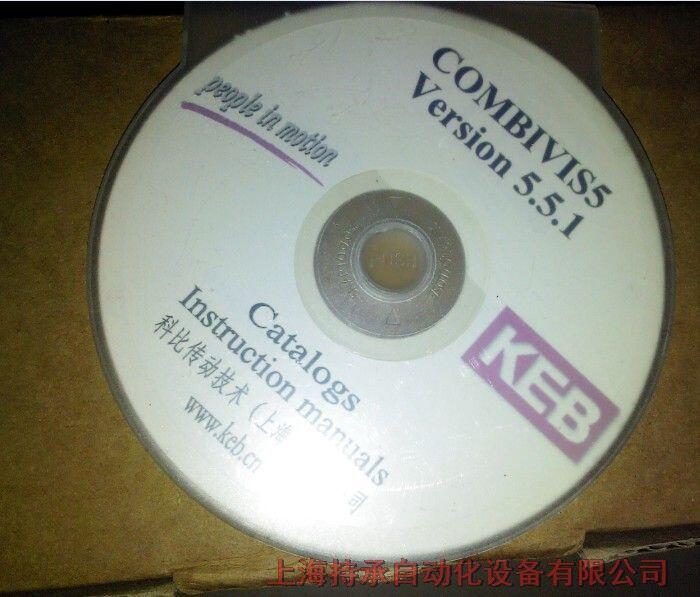 COMBIVIS5
Version 5.5.1
people in motion
KEB
Catalogs
Instruction manuals
科比传动技术（上海
司
www.keb.cn
上海持承自动化设备有限公司